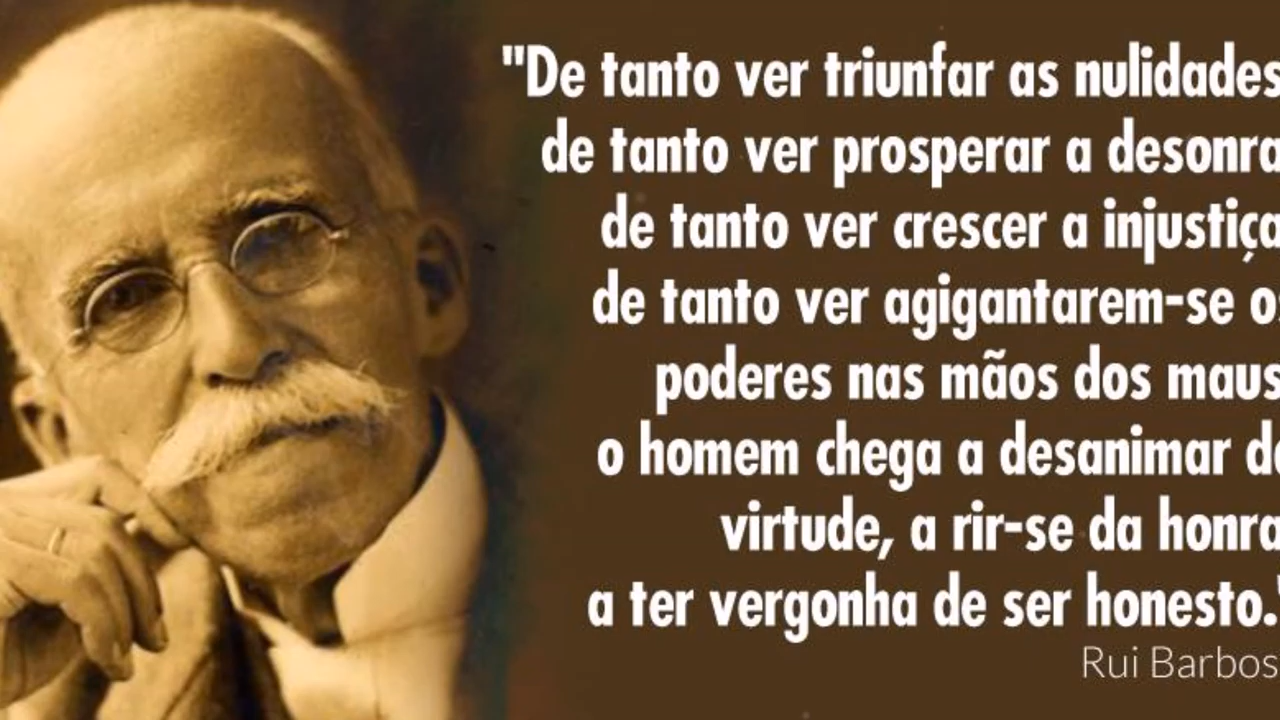 "De tanto ver triunfar as nulidades
de tanto ver prosperar a desonra
de tanto ver crescer a injustiça
de tanto ver agigantarem-se os
poderes nas mãos dos maus
o homem chega a desanimar da
virtude, a rir-se da honra
a ter vergonha de ser honesto."
Rui Barbos